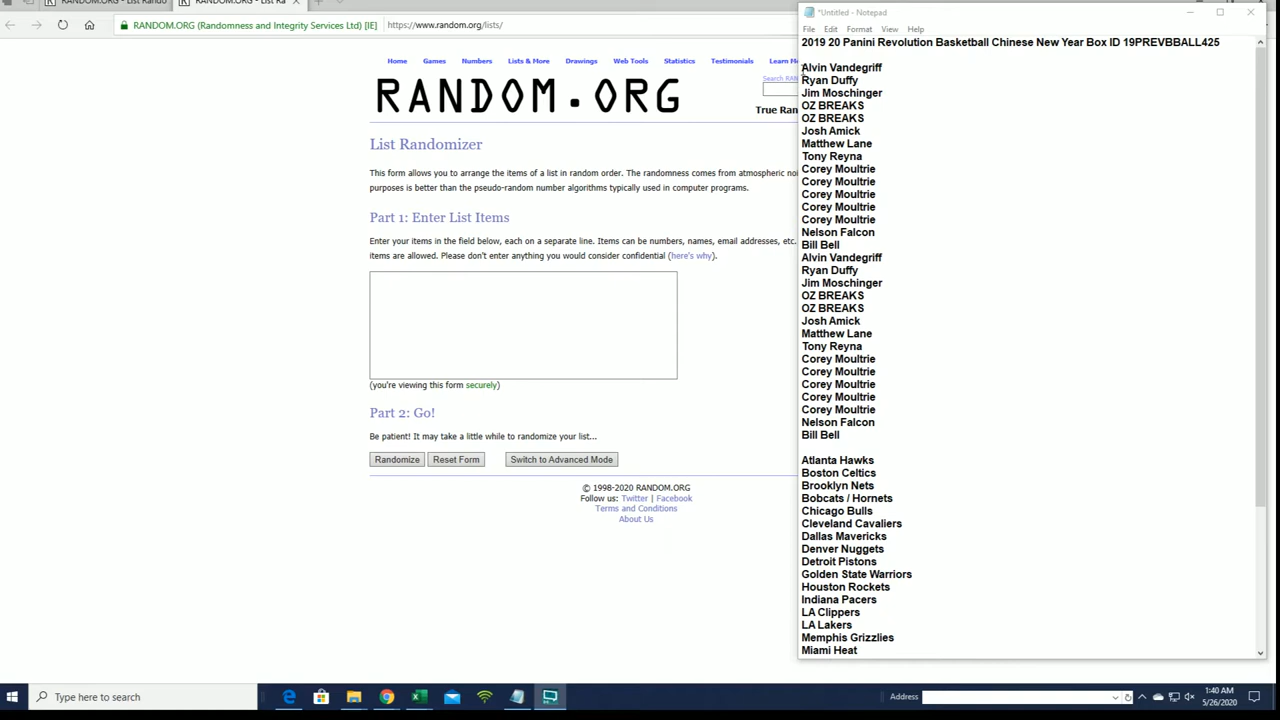 RANDOM.ORG - List Rando
RANDOM.ORG - List Ra
RANDOM.ORG (Randomness and Integrity Services Ltd) [IE]
https://www.random.org/lists/
Home Games Numbers Lists & More Drawings Web Tools Statistics Testimonials Learn Mo
Search RAN
RANDOM.ORG
True Ran
List Randomizer
This form allows you to arrange the items of a list in random order. The randomness comes from atmospheric noi
purposes is better than the pseudo-random number algorithms typically used in computer programs.
Part 1: Enter List Items
Enter your items in the field below, each on a separate line. Items can be numbers, names, email addresses, etc.
items are allowed. Please don't enter anything you would consider confidential (here's why).
(you're viewing this form securely)
Part 2: Go!
Be patient! It may take a little while to randomize your list...
Randomize Reset Form Switch to Advanced Mode
© 1998-2020 RANDOM.ORG
Follow us: Twitter | Facebook
Terms and Conditions
About Us
*Untitled - Notepad
File Edit Format View Help
2019 20 Panini Revolution Basketball Chinese New Year Box ID 19PREVBBALL425
Alvin Vandegriff
Ryan Duffy
Jim Moschinger
OZ BREAKS
OZ BREAKS
Josh Amick
Matthew Lane
Tony Reyna
Corey Moultrie
Corey Moultrie
Corey Moultrie
Corey Moultrie
Corey Moultrie
Nelson Falcon
Bill Bell
Alvin Vandegriff
Ryan Duffy
Jim Moschinger
OZ BREAKS
OZ BREAKS
Josh Amick
Matthew Lane
Tony Reyna
Corey Moultrie
Corey Moultrie
Corey Moultrie
Corey Moultrie
Corey Moultrie
Nelson Falcon
Bill Bell
Atlanta Hawks
Boston Celtics
Brooklyn Nets
Bobcats / Hornets
Chicago Bulls
Cleveland Cavaliers
Dallas Mavericks
Denver Nuggets
Detroit Pistons
Golden State Warriors
Houston Rockets
Indiana Pacers
LA Clippers
LA Lakers
Memphis Grizzlies
Miami Heat
Type here to search
Address
1:40 AM
5/26/2020